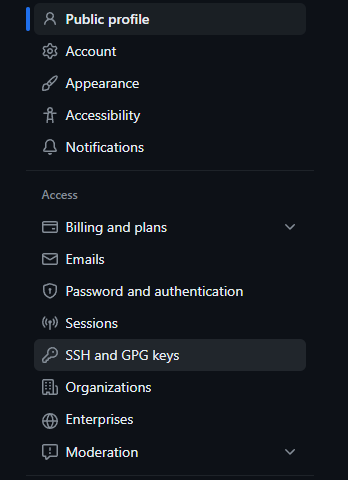 Public profile
Account
Appearance
Accessibility
Notifications
Access
Billing and plans
Emails
Password and authentication
Sessions
SSH and GPG keys
Organizations
Enterprises
Moderation